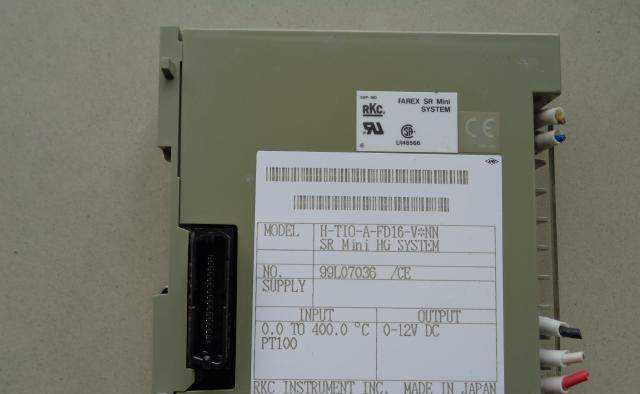 RKC
FAREX SR Mini
SYSTEM
LR46566
CE
MODEL H-TIO-A-FD16-V*NN
SR Mini HG SYSTEM
NO. 99L07036 /CE
SUPPLY
INPUT OUTPUT
0.0 TO 400.0 °C 0-12V DC
PT100
RKC INSTRUMENT INC. MADE IN JAPAN